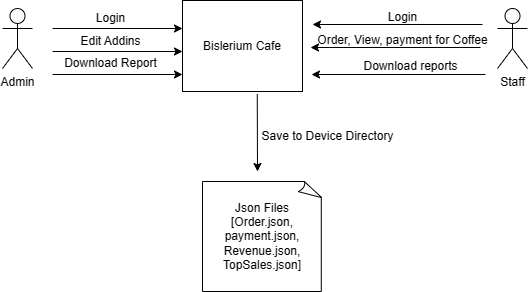 Login
Edit Addins
Download Report
Admin
Bislerium Cafe
Login
Order, View, payment for Coffee
Download reports
Staff
Save to Device Directory
Json Files
[Order.json,
payment.json,
Revenue.json,
TopSales.json]